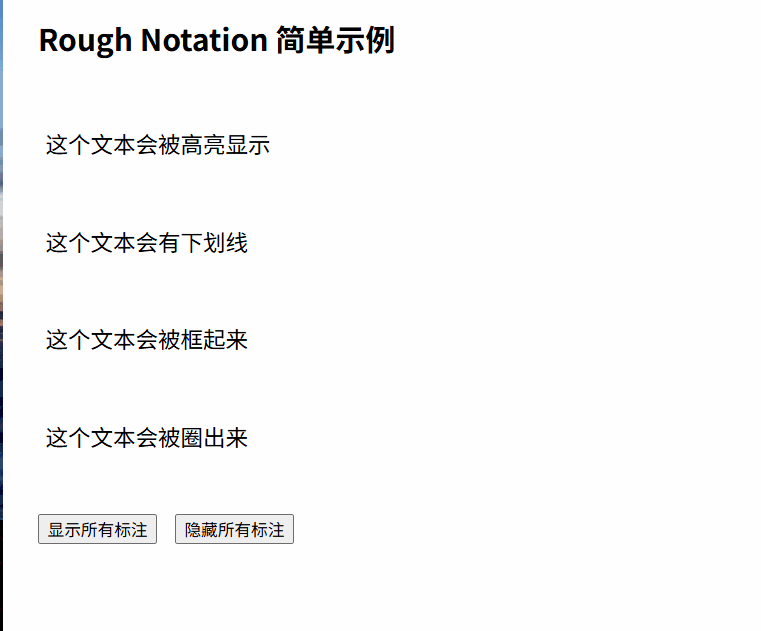 Rough Notation 简单示例
这个文本会被高亮显示
这个文本会有下划线
这个文本会被框起来
这个文本会被圈出来
显示所有标注 隐藏所有标注